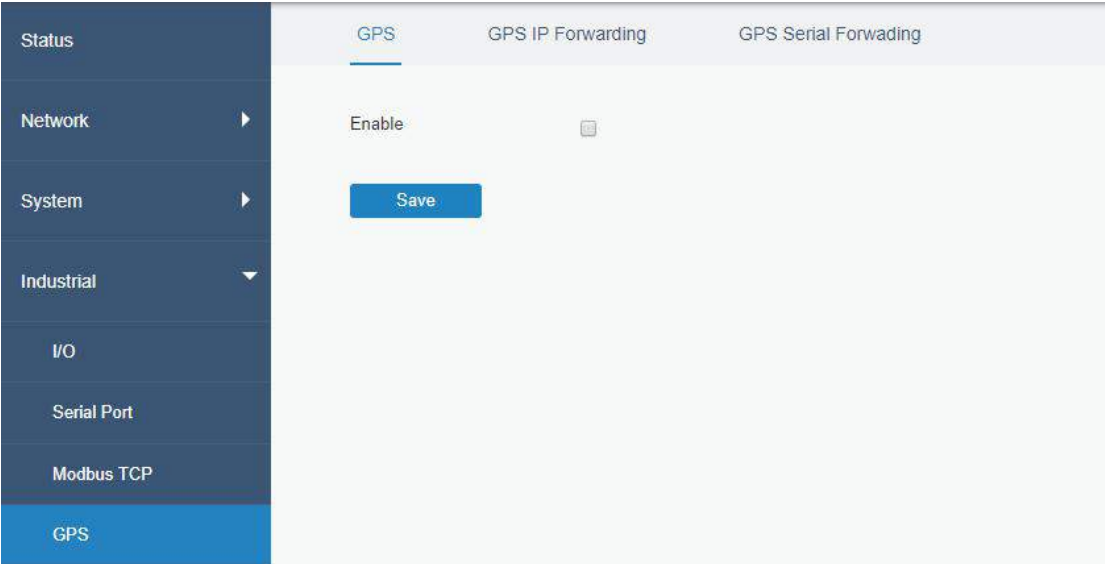 Status
Network
System
Industrial
I/O
Serial Port
Modbus TCP
GPS
GPS GPS IP Forwarding GPS Serial Forwading
Enable
Save